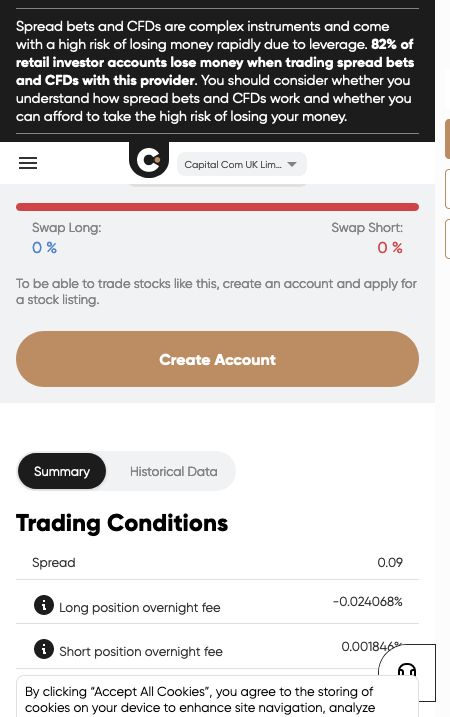 Spread bets and CFDs are complex instruments and come
with a high risk of losing money rapidly due to leverage. 82% of
retail investor accounts lose money when trading spread bets
and CFDs with this provider. You should consider whether you
understand how spread bets and CFDs work and whether you
can afford to take the high risk of losing your money.
Capital Com UK Lim...
Swap Long:
Swap Short:
0 %
0 %
To be able to trade stocks like this, create an account and apply for
a stock listing.
Create Account
Summary
Historical Data
Trading Conditions
Spread
0.09
Long position overnight fee
-0.024068%
Short position overnight fee
0.001846%
By clicking “Accept All Cookies”, you agree to the storing of
cookies on your device to enhance site navigation, analyze